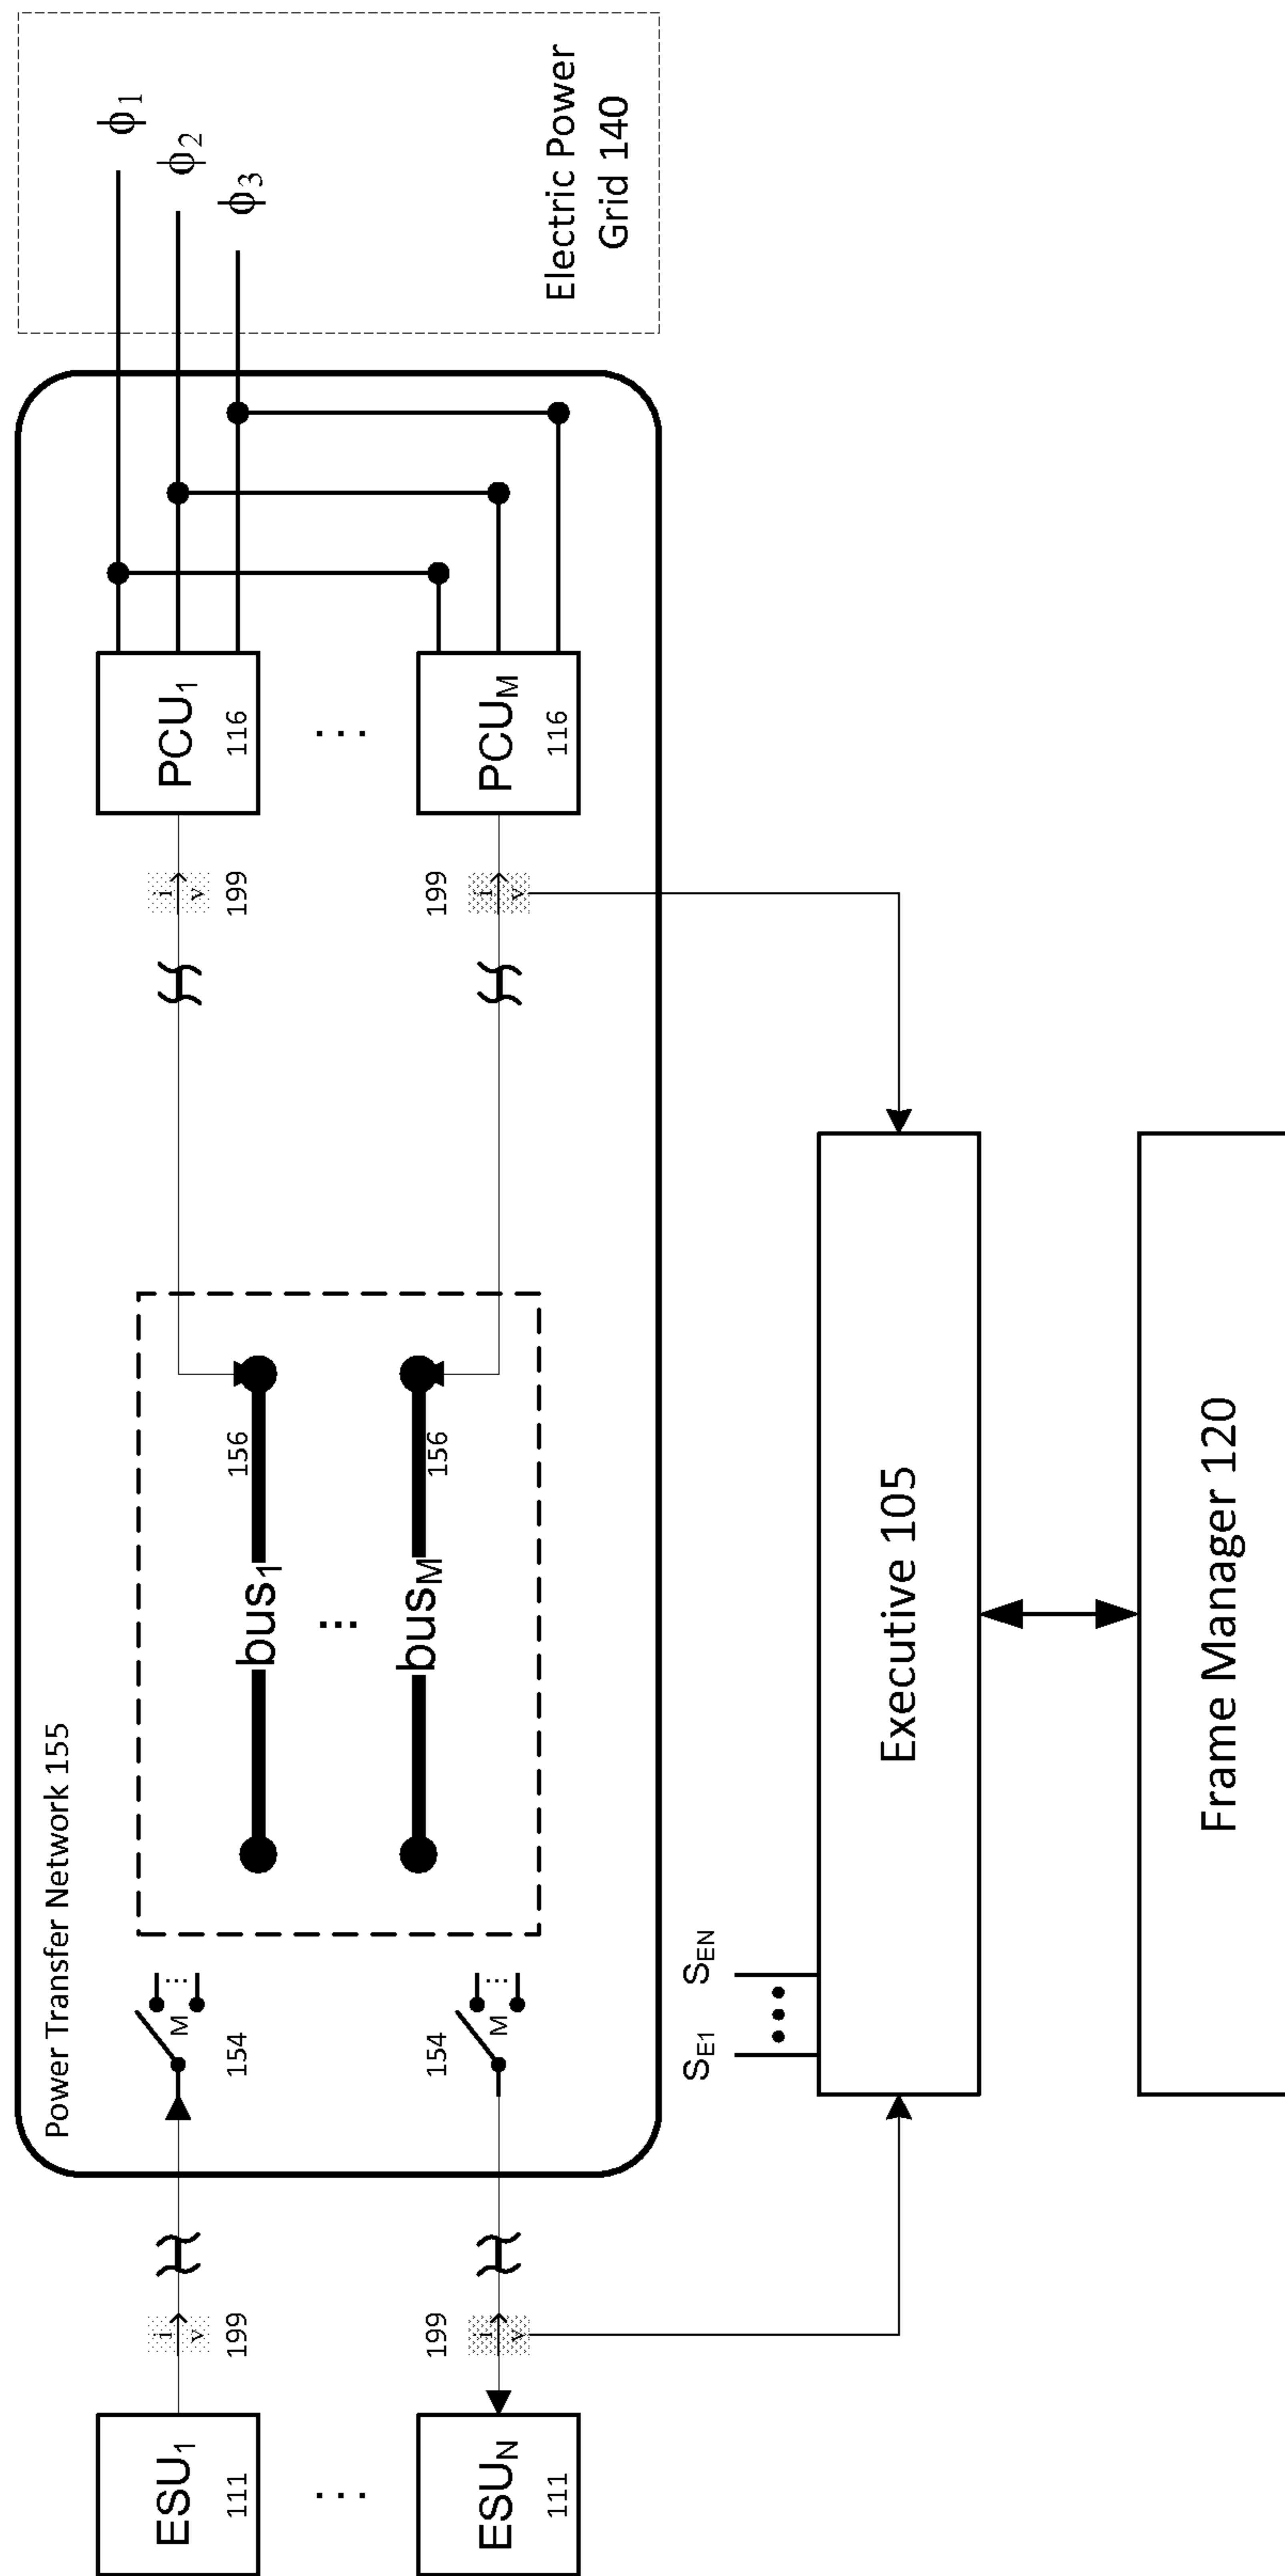 Power Transfer Network 155
ESU1
111
199
154
M
bus1
156
199
i
v
PCU1
116
ϕ1
ϕ2
ϕ3
...
ESUN
111
199
i
v
154
M
busM
156
199
i
v
PCUM
116
Electric Power
Grid 140
SE1
...
SEN
Executive 105
Frame Manager 120